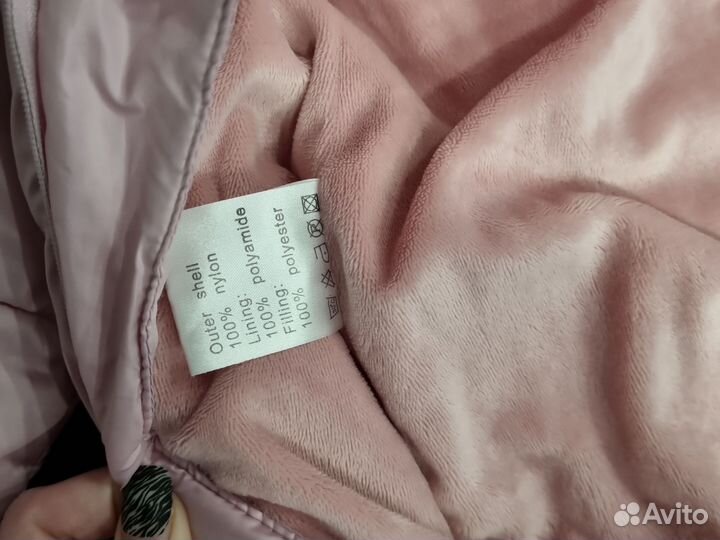 Outer shell
100% nylon
Lining:
100% polyamide
Filling:
100% polyester
Avito